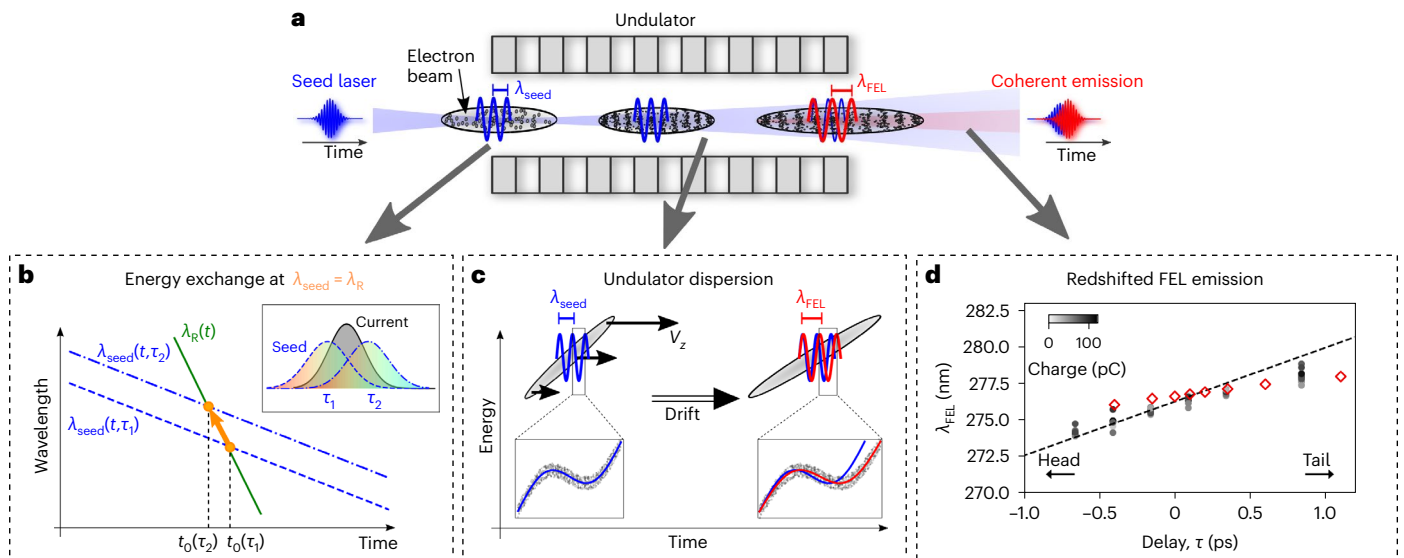 a
Undulator
Electron
beam
Seed laser
λseed
λFEL
Coherent emission
Time
Time
b
Energy exchange at λseed = λR
λR(t)
Current
Seed
τ1 τ2
λseed(t,τ2)
λseed(t,τ1)
Wavelength
t0(τ2) t0(τ1)
Time
c
Undulator dispersion
λseed
Vz
λFEL
Drift
Energy
Time
d
Redshifted FEL emission
282.5
280.0
277.5
275.0
272.5
270.0
λFEL (nm)
0 100
Charge (pC)
Head
Tail
–1.0 –0.5 0 0.5 1.0
Delay, τ (ps)